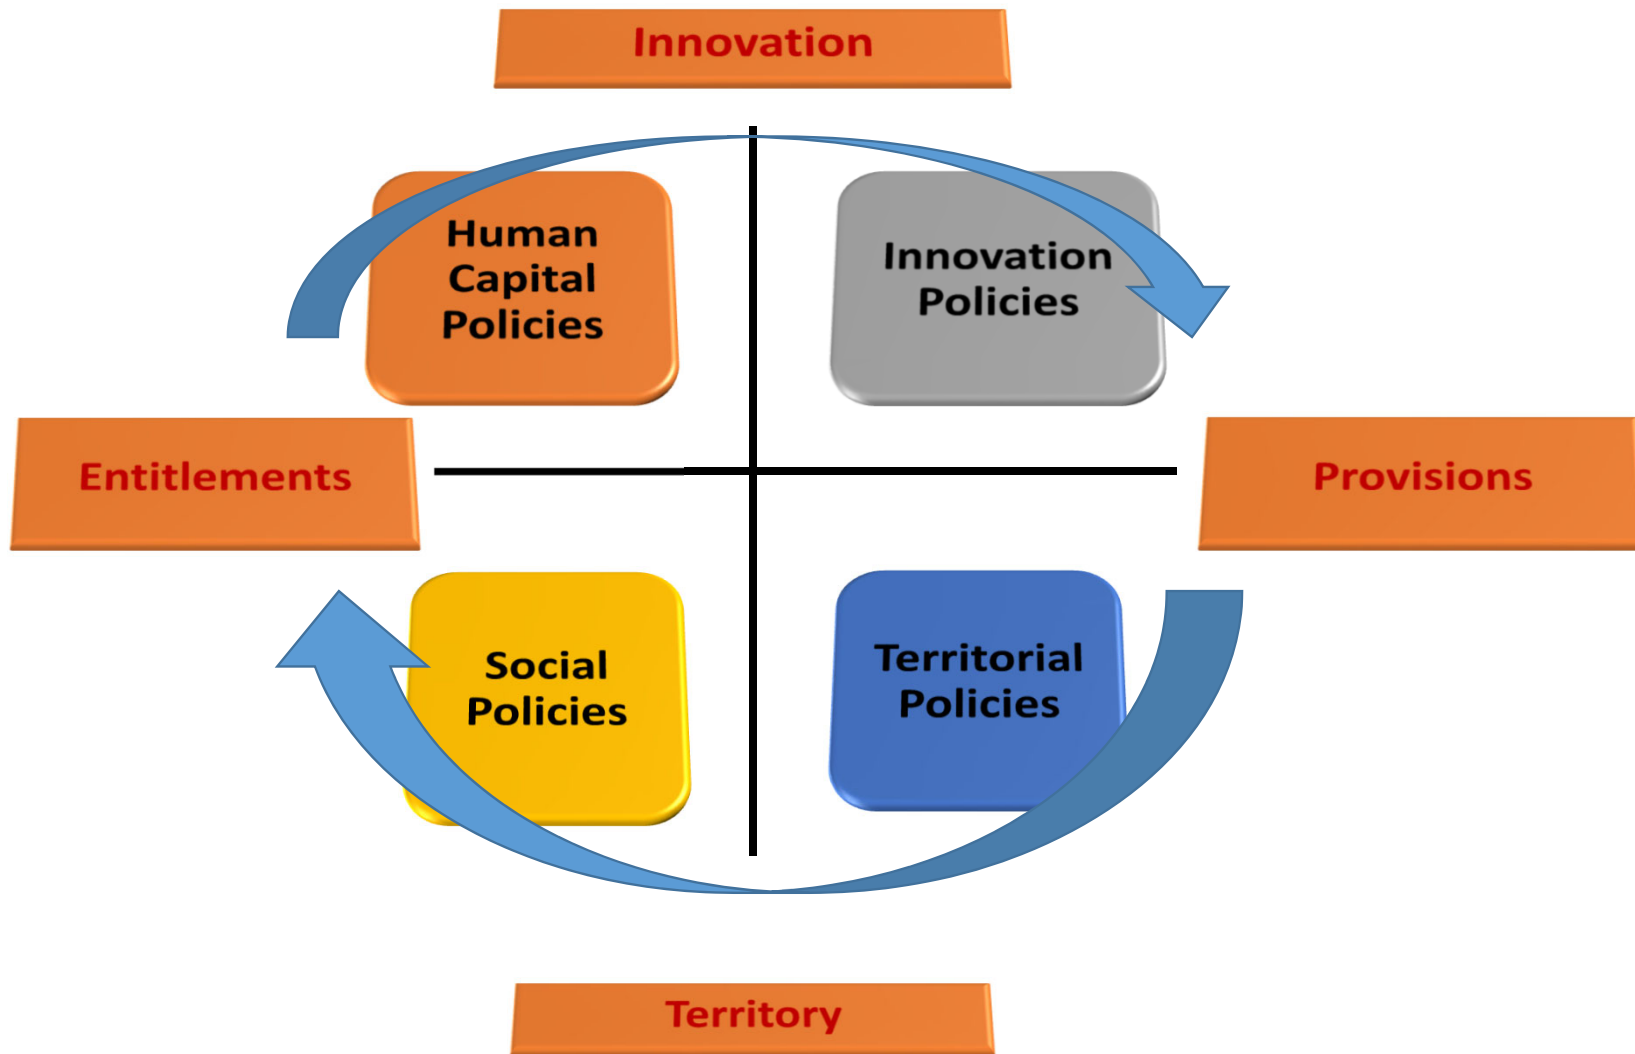 Innovation
Human
Capital
Policies
Innovation
Policies
Entitlements
Provisions
Social
Policies
Territorial
Policies
Territory